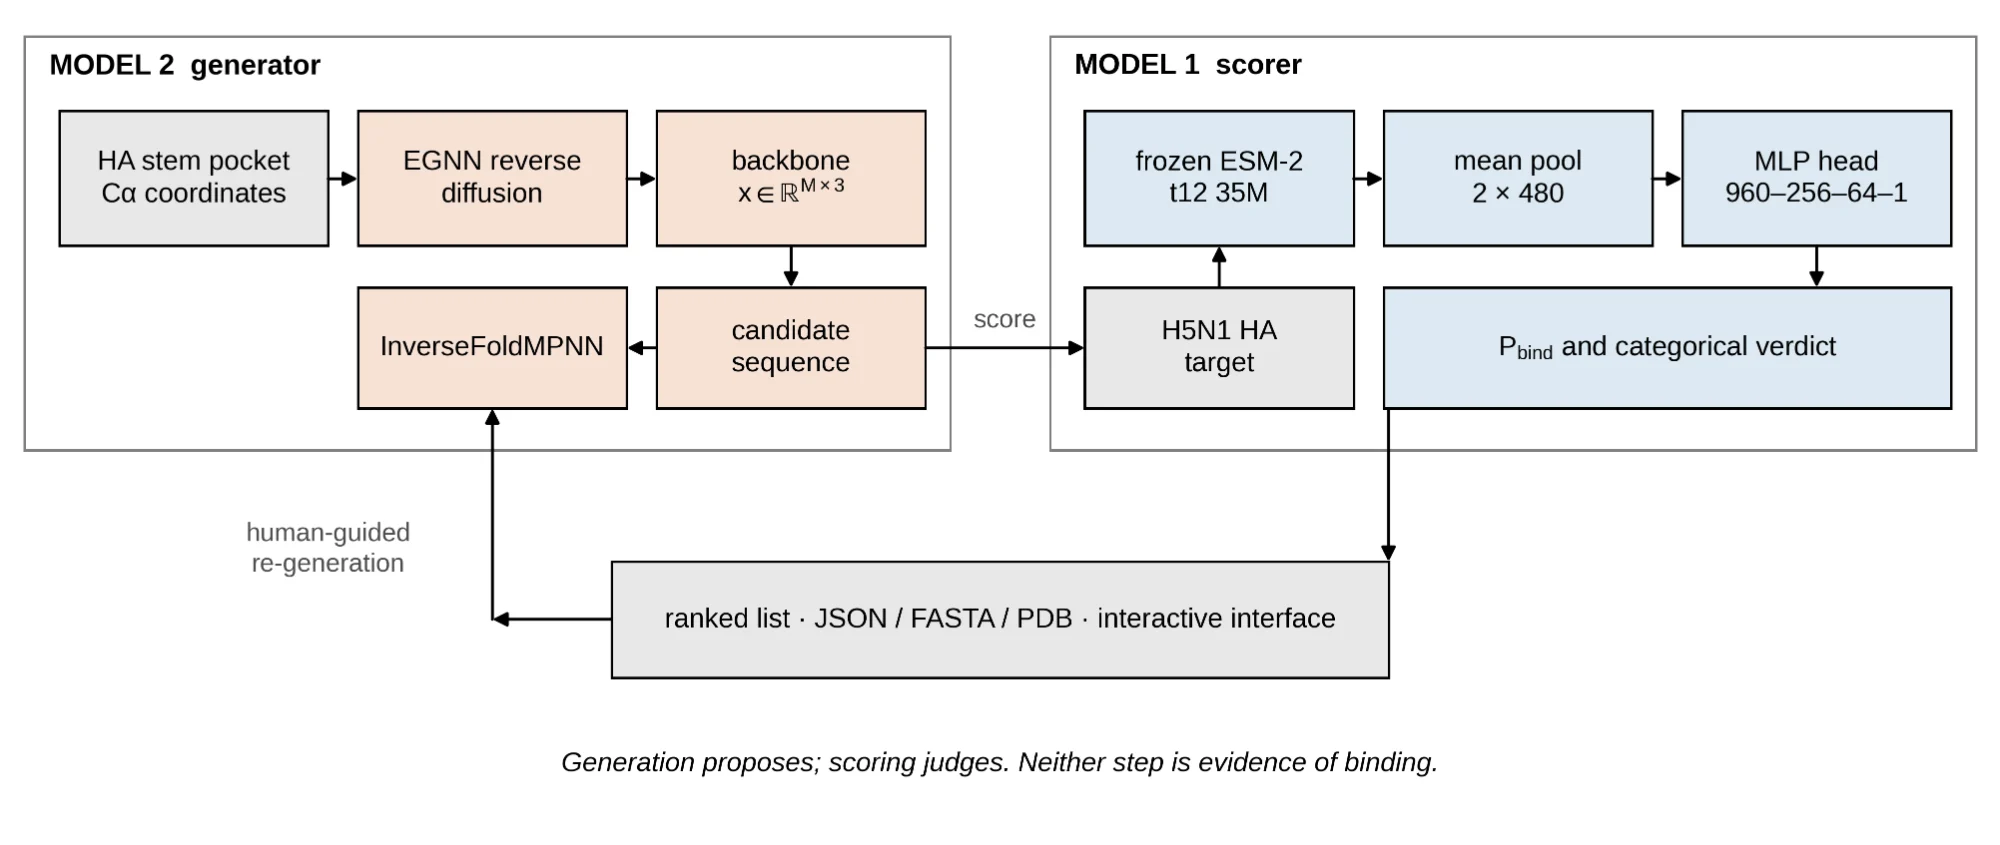 MODEL 2 generator
HA stem pocket
Cα coordinates
EGNN reverse
diffusion
backbone
x ∈ ℝ^{M × 3}
InverseFoldMPNN
candidate
sequence
score
MODEL 1 scorer
frozen ESM-2
t12 35M
mean pool
2 × 480
MLP head
960–256–64–1
H5N1 HA
target
P_{bind} and categorical verdict
human-guided
re-generation
ranked list · JSON / FASTA / PDB · interactive interface
Generation proposes; scoring judges. Neither step is evidence of binding.